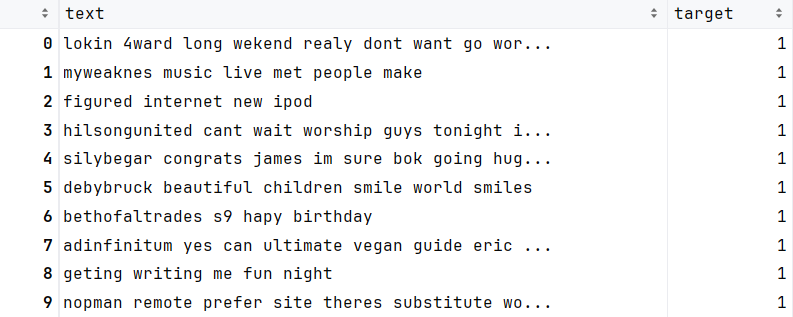 text target
0 lokin 4ward long wekend realy dont want go wor... 1
1 myweaknes music live met people make 1
2 figured internet new ipod 1
3 hilsongunited cant wait worship guys tonight i... 1
4 silybegar congrats james im sure bok going hug... 1
5 debybruck beautiful children smile world smiles 1
6 bethofaltrades s9 hapy birthday 1
7 adinfinitum yes can ultimate vegan guide eric ... 1
8 geting writing me fun night 1
9 nopman remote prefer site theres substitute wo... 1